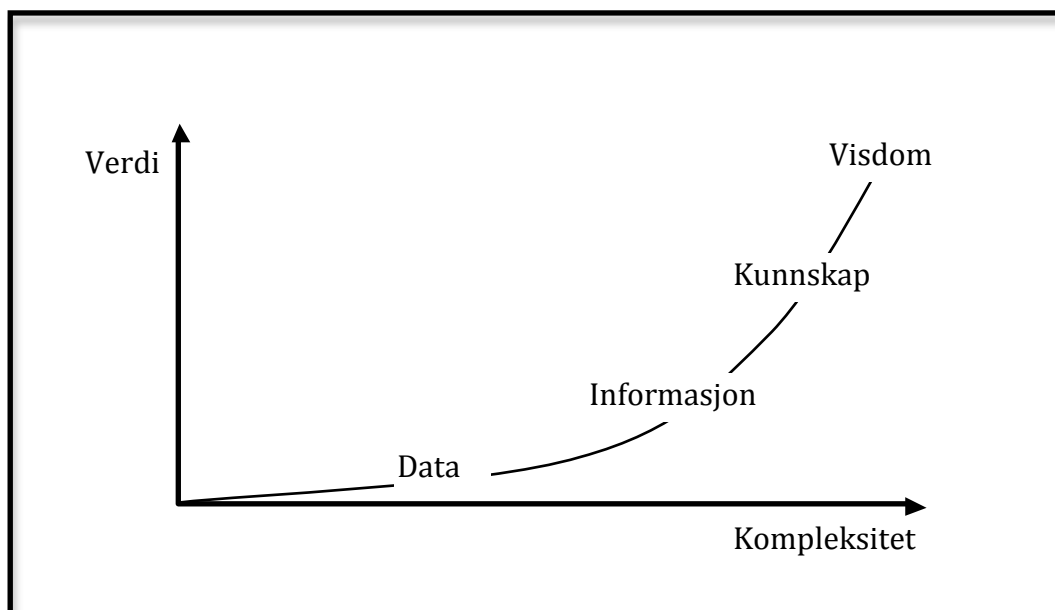 Visdom
Verdi
Kunnskap
Informasjon
Data
Kompleksitet